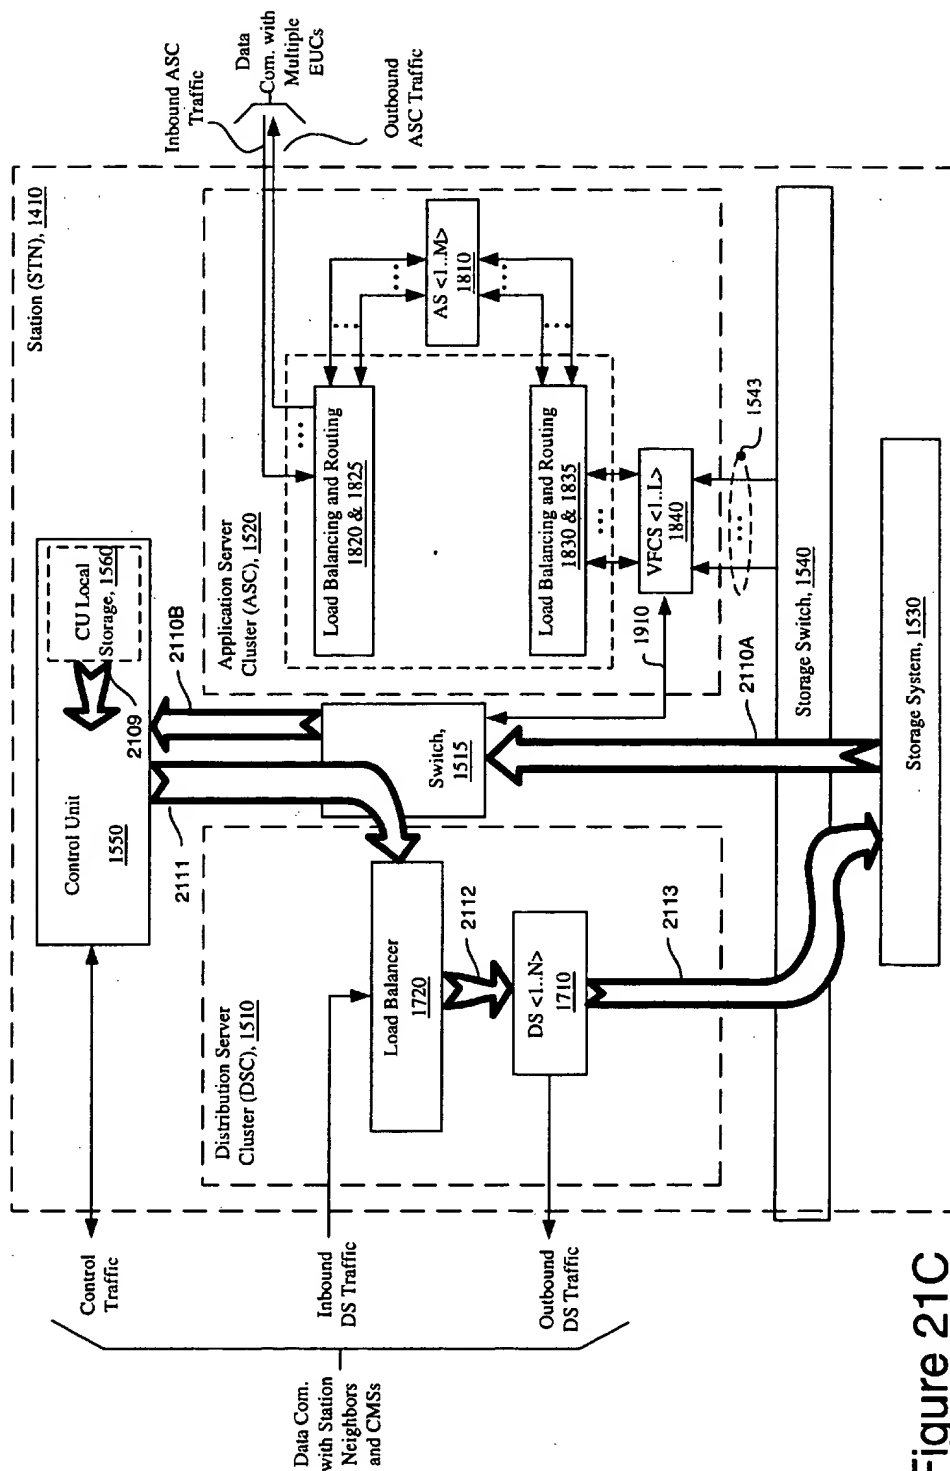 Inbound ASC
Traffic
Data
Com. with
Multiple
EUCs
Outbound
ASC Traffic
Station (STN), 1410
CU Local
Storage, 1560
2109
Control Unit
1550
2110B
2111
Application Server
Cluster (ASC), 1520
Load Balancing and Routing
1820 & 1825
AS <1..M>
1810
Load Balancing and Routing
1830 & 1835
VFCS <1..L>
1840
1543
1910
Switch,
1515
2110A
Storage Switch, 1540
Storage System, 1530
Distribution Server
Cluster (DSC), 1510
Load Balancer
1720
2112
DS <1..N>
1710
2113
Control
Traffic
Inbound
DS Traffic
Outbound
DS Traffic
Data Com.
with Station
Neighbors
and CMSs
Figure 21C